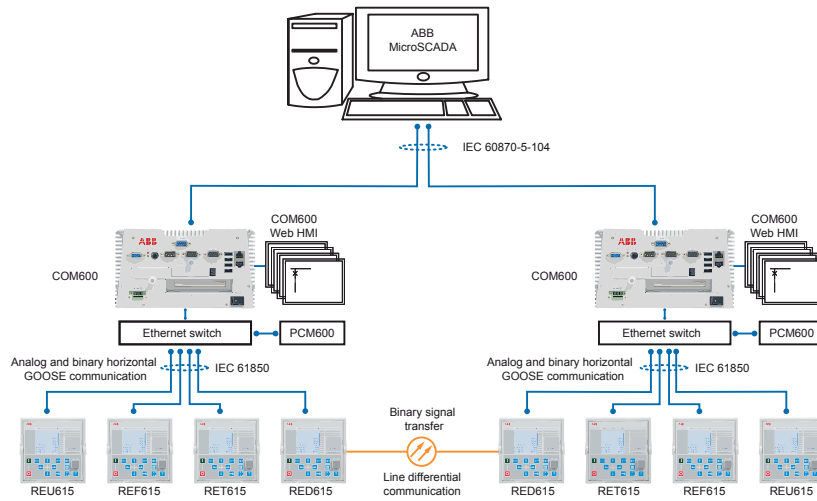 ABB
MicroSCADA
IEC 60870-5-104
COM600
Web HMI
COM600
Web HMI
ABB
ABB
COM600
COM600
Ethernet switch
PCM600
Ethernet switch
PCM600
Analog and binary horizontal
GOOSE communication
IEC 61850
Analog and binary horizontal
GOOSE communication
IEC 61850
Binary signal
transfer
Line differential
communication
REU615
REF615
RET615
RED615
RED615
RET615
REF615
REU615